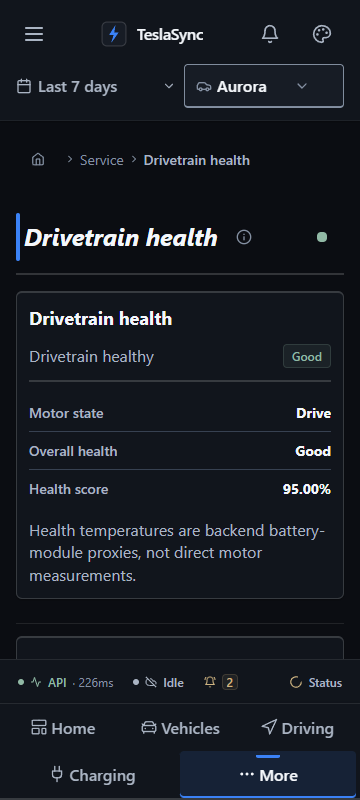 TeslaSync
Last 7 days
Aurora
Service
Drivetrain health
Drivetrain health
Drivetrain health
Drivetrain healthy
Good
Motor state
Drive
Overall health
Good
Health score
95.00%
Health temperatures are backend battery-
module proxies, not direct motor
measurements.
API · 226ms
Idle
2
Status
Home
Vehicles
Driving
Charging
More